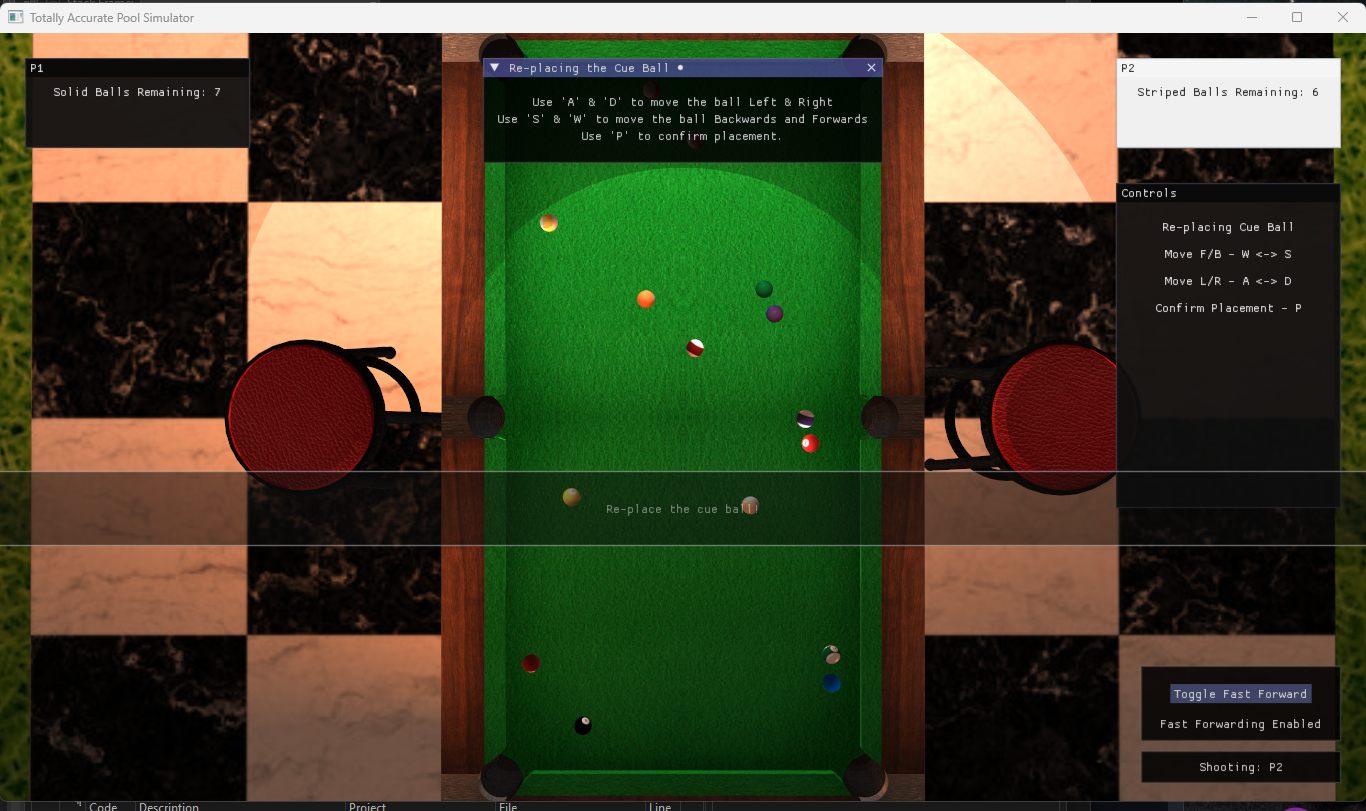 Totally Accurate Pool Simulator
P1
Solid Balls Remaining: 7
Re-placing the Cue Ball
Use 'A' & 'D' to move the ball Left & Right
Use 'S' & 'W' to move the ball Backwards and Forwards
Use 'P' to confirm placement.
P2
Striped Balls Remaining: 6
Controls
Re-placing Cue Ball
Move F/B - W <-> S
Move L/R - A <-> D
Confirm Placement - P
Re-place the cue ball!
Toggle Fast Forward
Fast Forwarding Enabled
Shooting: P2
Code Description Project File Line